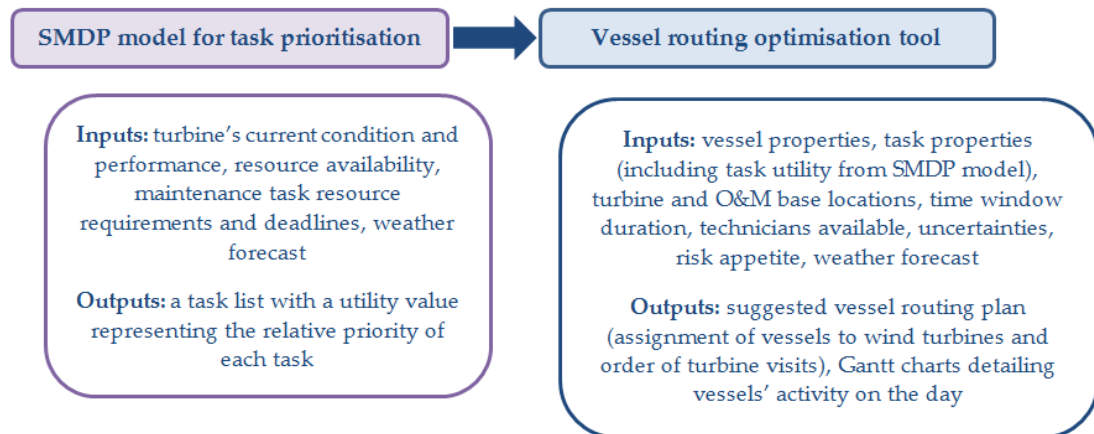 SMDP model for task prioritisation
Vessel routing optimisation tool
Inputs: turbine's current condition and
performance, resource availability,
maintenance task resource
requirements and deadlines, weather
forecast
Outputs: a task list with a utility value
representing the relative priority of
each task
Inputs: vessel properties, task properties
(including task utility from SMDP model),
turbine and O&M base locations, time window
duration, technicians available, uncertainties,
risk appetite, weather forecast
Outputs: suggested vessel routing plan
(assignment of vessels to wind turbines and
order of turbine visits), Gantt charts detailing
vessels' activity on the day